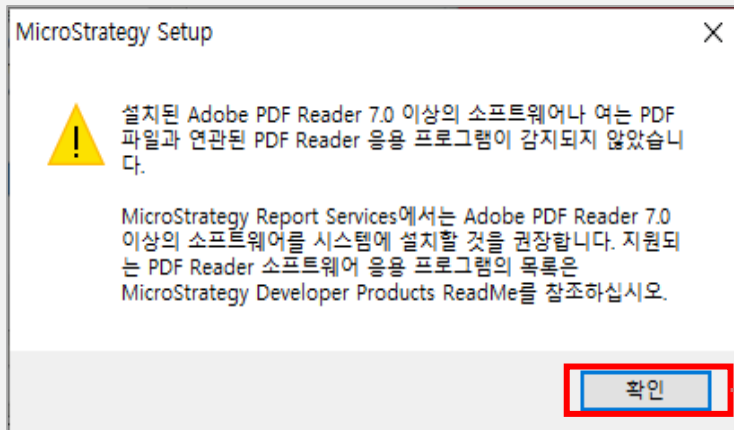 MicroStrategy Setup
설치된 Adobe PDF Reader 7.0 이상의 소프트웨어나 여는 PDF
파일과 연관된 PDF Reader 응용 프로그램이 감지되지 않았습니
다.
MicroStrategy Report Services에서는 Adobe PDF Reader 7.0
이상의 소프트웨어를 시스템에 설치할 것을 권장합니다. 지원되
는 PDF Reader 소프트웨어 응용 프로그램의 목록은
MicroStrategy Developer Products ReadMe를 참조하십시오.
확인